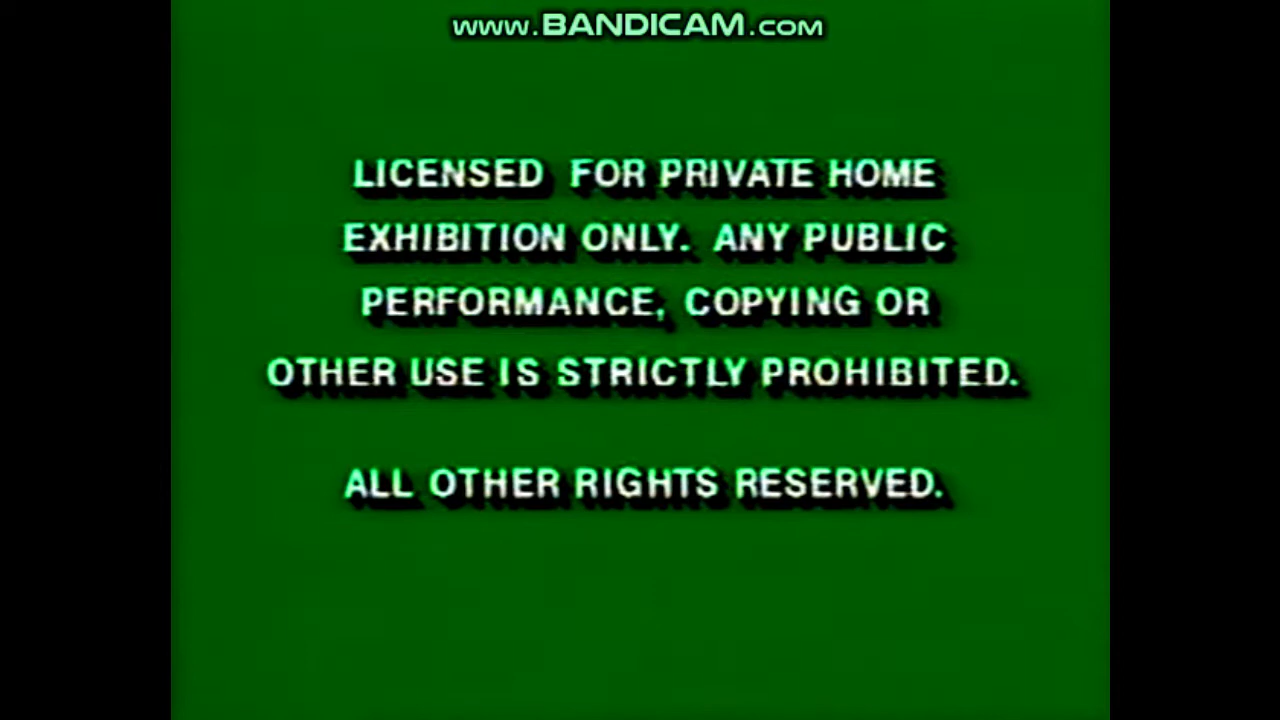 www.BANDICAM.com
LICENSED FOR PRIVATE HOME
EXHIBITION ONLY. ANY PUBLIC
PERFORMANCE, COPYING OR
OTHER USE IS STRICTLY PROHIBITED.
ALL OTHER RIGHTS RESERVED.